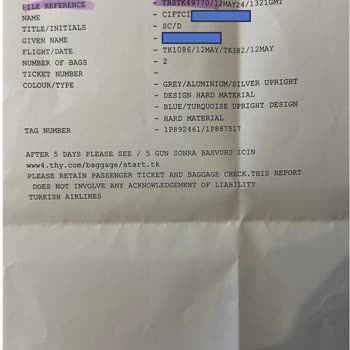 FILE REFERENCE - TBSTK49770/12MAY24/1321GMT
NAME - CIFTCI
TITLE/INITIALS - SC/D
GIVEN NAME -
FLIGHT/DATE - TK1086/12MAY/TK382/12MAY
NUMBER OF BAGS - 2
TICKET NUMBER -
COLOUR/TYPE - GREY/ALUMINIUM/SILVER UPRIGHT
- DESIGN HARD MATERIAL
- BLUE/TURQUOISE UPRIGHT DESIGN
- HARD MATERIAL
TAG NUMBER - 1P892461/1P887517
AFTER 5 DAYS PLEASE SEE / 5 GUN SONRA BASVURU ICIN
www4.thy.com/baggage/start.tk
PLEASE RETAIN PASSENGER TICKET AND BAGGAGE CHECK.THIS REPORT
DOES NOT INVOLVE ANY ACKNOWLEDGEMENT OF LIABILITY
TURKISH AIRLINES